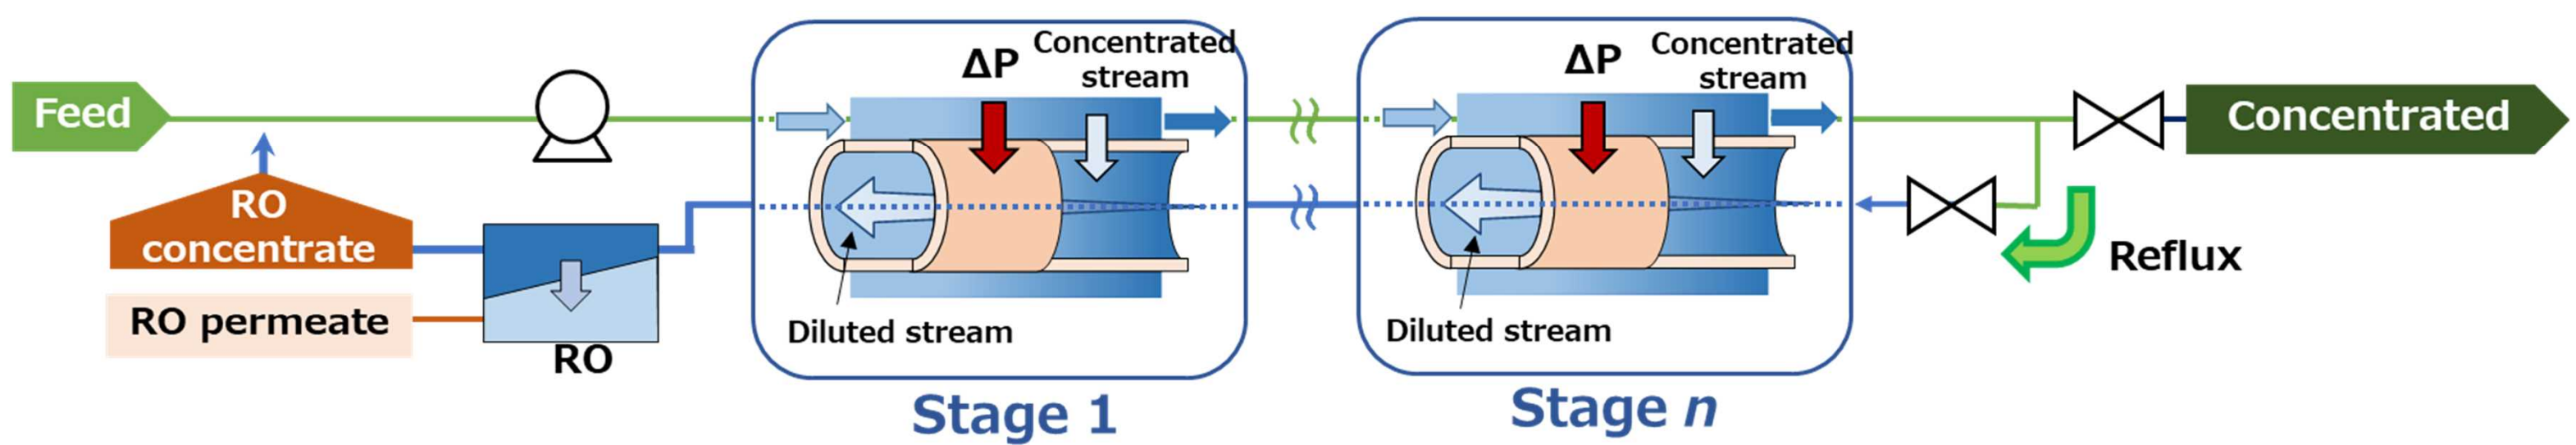 Feed
RO
concentrate
RO permeate
RO
ΔP
Concentrated
stream
Diluted stream
Stage 1
ΔP
Concentrated
stream
Diluted stream
Stage n
Concentrated
Reflux